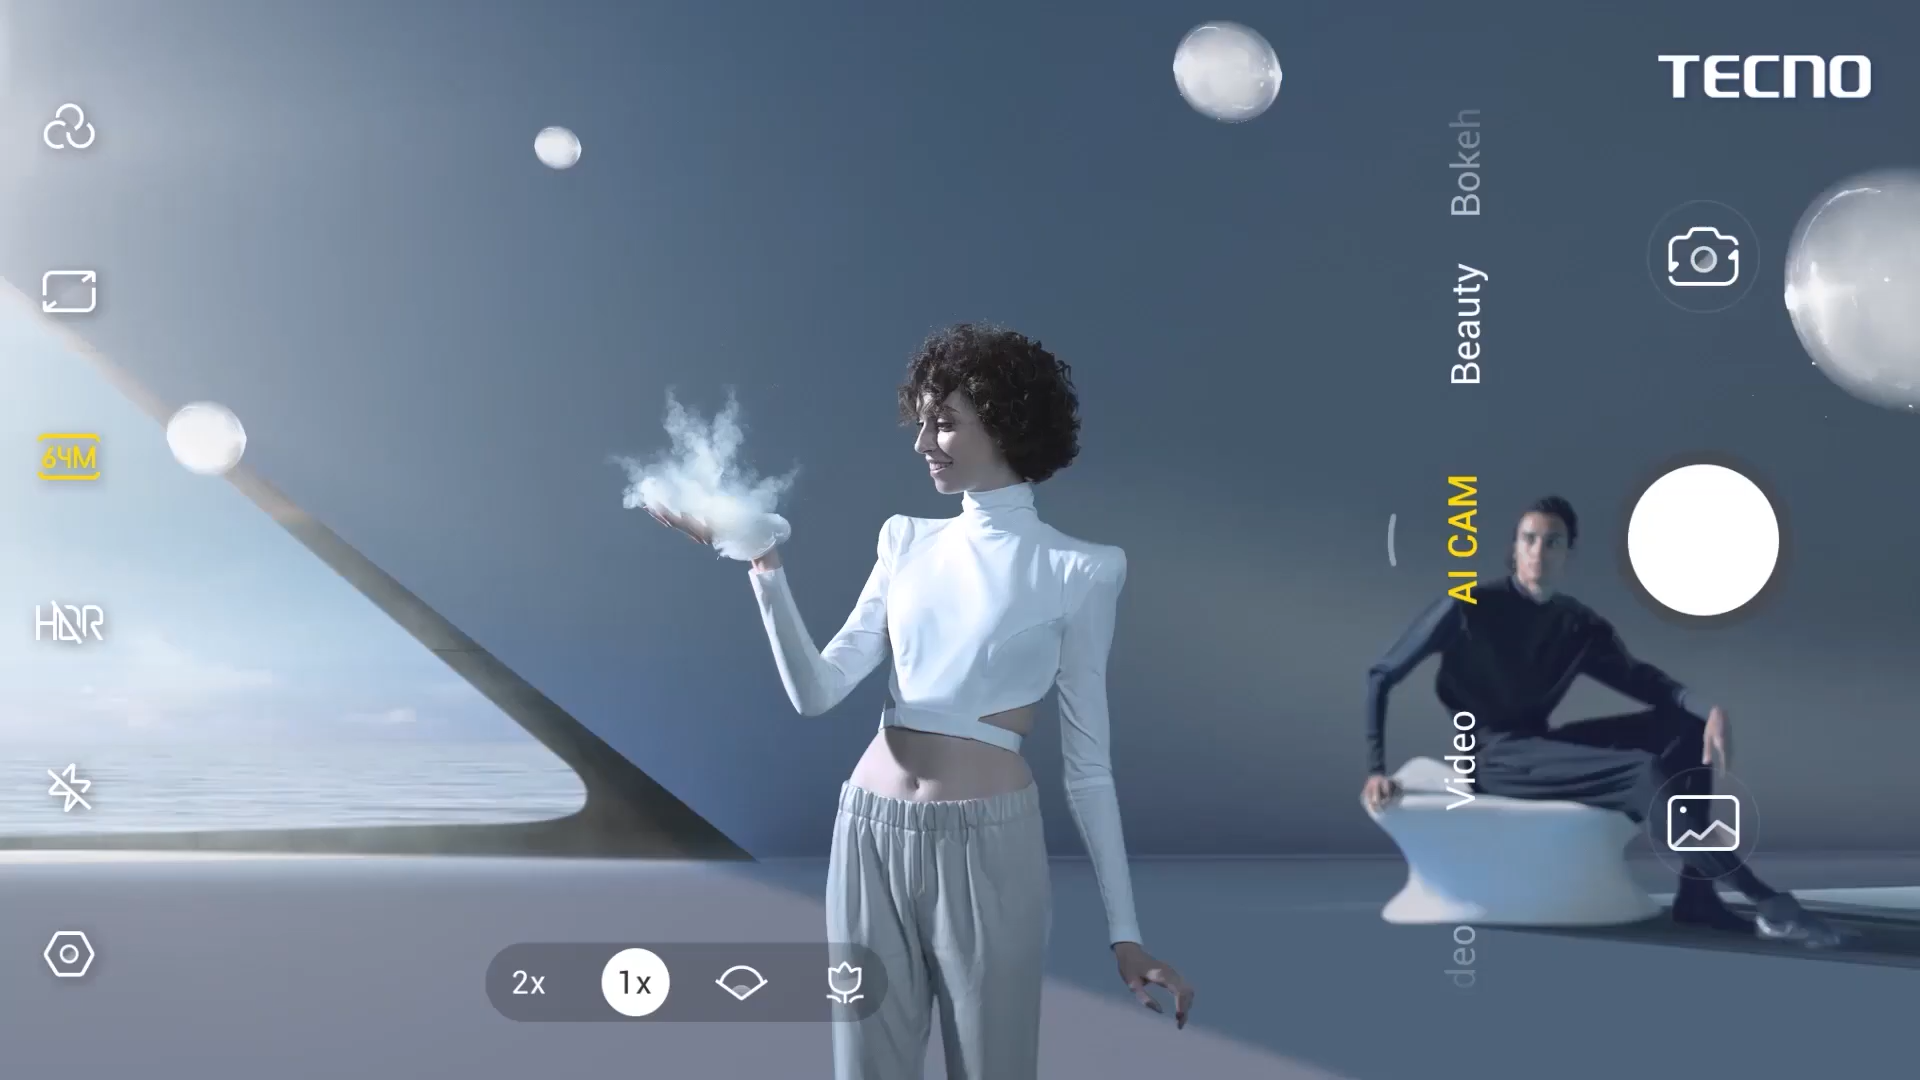 TECNO
Bokeh
Beauty
AI CAM
Video
deo
64M
HDR
2x
1x